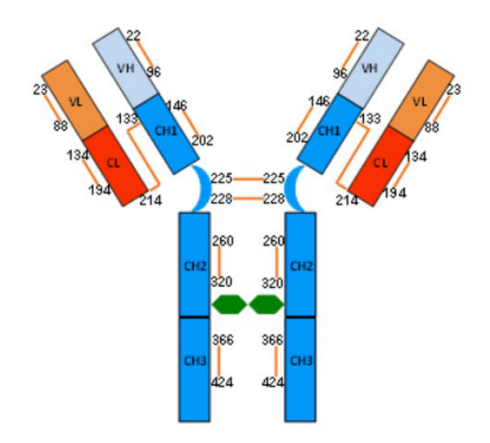 22 22
VH 96 96 VH
23 VL VL 23
88 146 146 88
133 CH1 202 202 CH1 133
134 CL CL 134
194 214 214 194
225 225
228 228
260 260
CH2 CH2
320 320
366 366
CH3 CH3
424 424